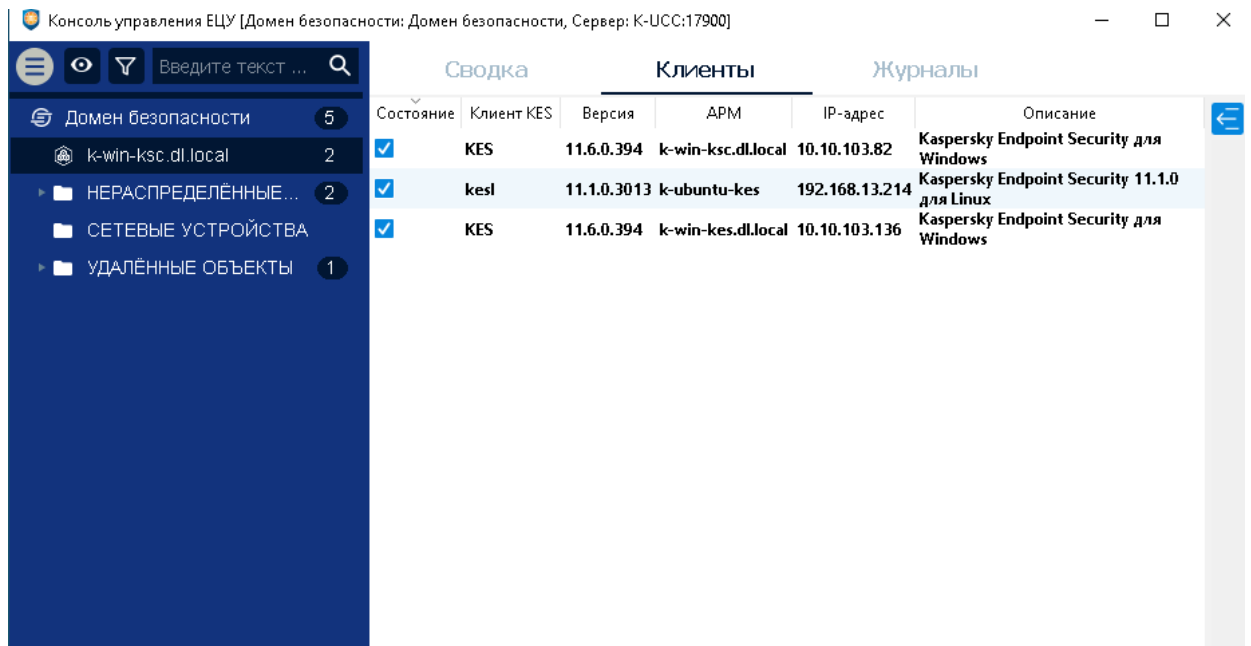 Консоль управления ЕЦУ [Домен безопасности: Домен безопасности, Сервер: K-UCC:17900]
Введите текст ...
Сводка Клиенты Журналы
Домен безопасности 5
k-win-ksc.dl.local 2
НЕРАСПРЕДЕЛЁННЫЕ... 2
СЕТЕВЫЕ УСТРОЙСТВА
УДАЛЁННЫЕ ОБЪЕКТЫ 1
Состояние Клиент KES Версия АРМ IP-адрес Описание
KES 11.6.0.394 k-win-ksc.dl.local 10.10.103.82 Kaspersky Endpoint Security для
Windows
kesl 11.1.0.3013 k-ubuntu-kes 192.168.13.214 Kaspersky Endpoint Security 11.1.0
для Linux
KES 11.6.0.394 k-win-kes.dl.local 10.10.103.136 Kaspersky Endpoint Security для
Windows